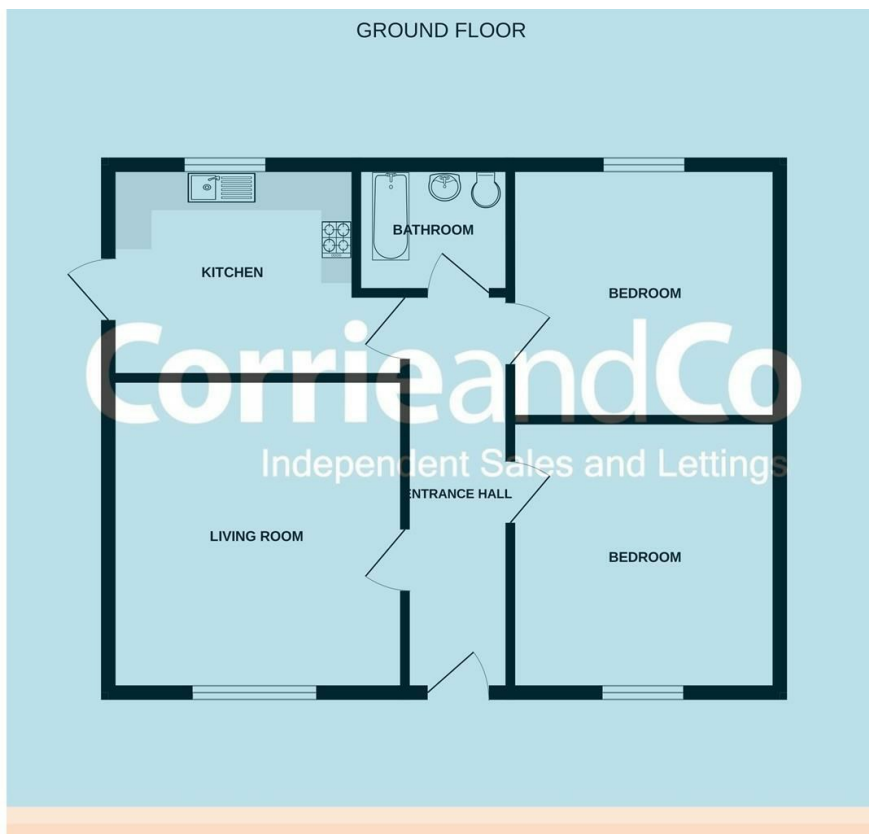 GROUND FLOOR
BATHROOM
KITCHEN
BEDROOM
CorrieandCo
Independent Sales and Lettings
ENTRANCE HALL
LIVING ROOM
BEDROOM